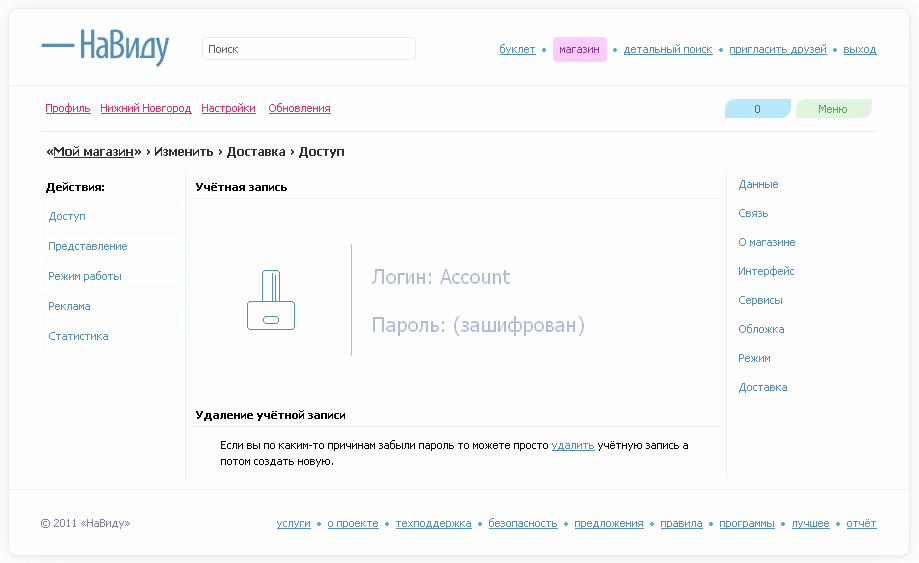 НаВиду
Поиск
буклет • магазин • детальный поиск • пригласить друзей • выход
Профиль Нижний Новгород Настройки Обновления
0 Меню
«Мой магазин» › Изменить › Доставка › Доступ
Действия:
Доступ
Представление
Режим работы
Реклама
Статистика
Учётная запись
Логин: Account
Пароль: (зашифрован)
Удаление учётной записи
Если вы по каким-то причинам забыли пароль то можете просто удалить учётную запись а
потом создать новую.
Данные
Связь
О магазине
Интерфейс
Сервисы
Обложка
Режим
Доставка
© 2011 «НаВиду»
услуги • о проекте • техподдержка • безопасность • предложения • правила • программы • лучшее • отчёт